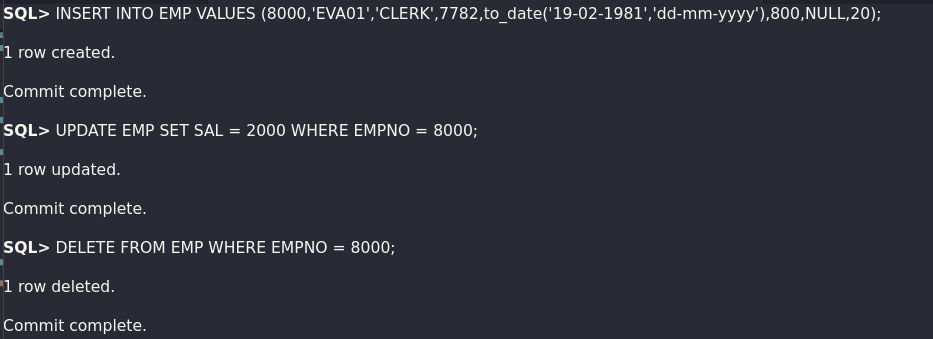 SQL> INSERT INTO EMP VALUES (8000,'EVA01','CLERK',7782,to_date('19-02-1981','dd-mm-yyyy'),800,NULL,20);
1 row created.
Commit complete.
SQL> UPDATE EMP SET SAL = 2000 WHERE EMPNO = 8000;
1 row updated.
Commit complete.
SQL> DELETE FROM EMP WHERE EMPNO = 8000;
1 row deleted.
Commit complete.